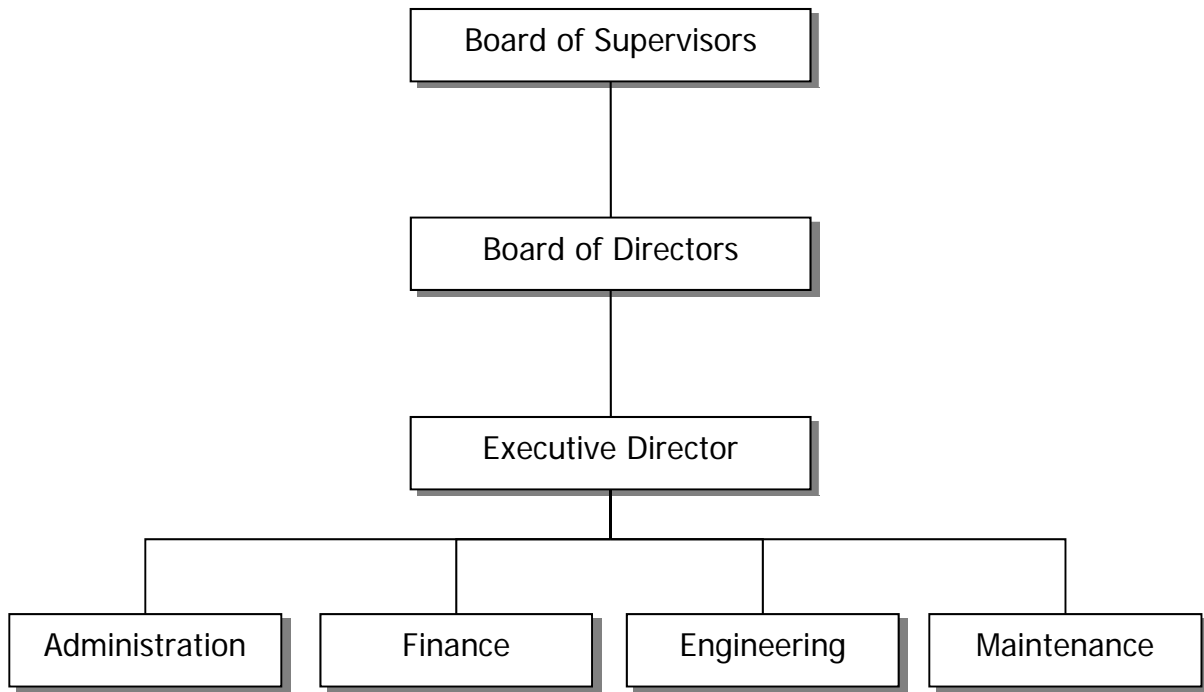 Board of Supervisors
Board of Directors
Executive Director
Administration
Finance
Engineering
Maintenance